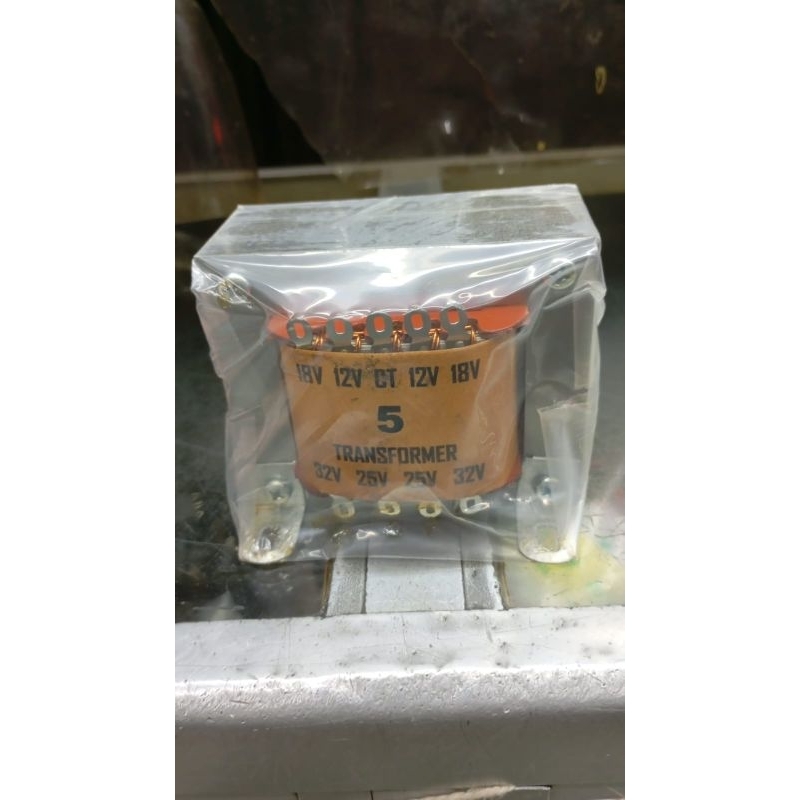 18V 12V CT 12V 18V
5
TRANSFORMER
32V 25V 25V 32V